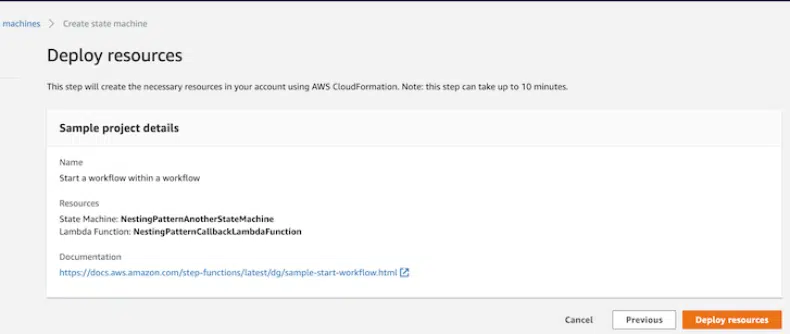 machines > Create state machine
Deploy resources
This step will create the necessary resources in your account using AWS CloudFormation. Note: this step can take up to 10 minutes.
Sample project details
Name
Start a workflow within a workflow
Resources
State Machine: NestingPatternAnotherStateMachine
Lambda Function: NestingPatternCallbackLambdaFunction
Documentation
https://docs.aws.amazon.com/step-functions/latest/dg/sample-start-workflow.html
Cancel Previous Deploy resources